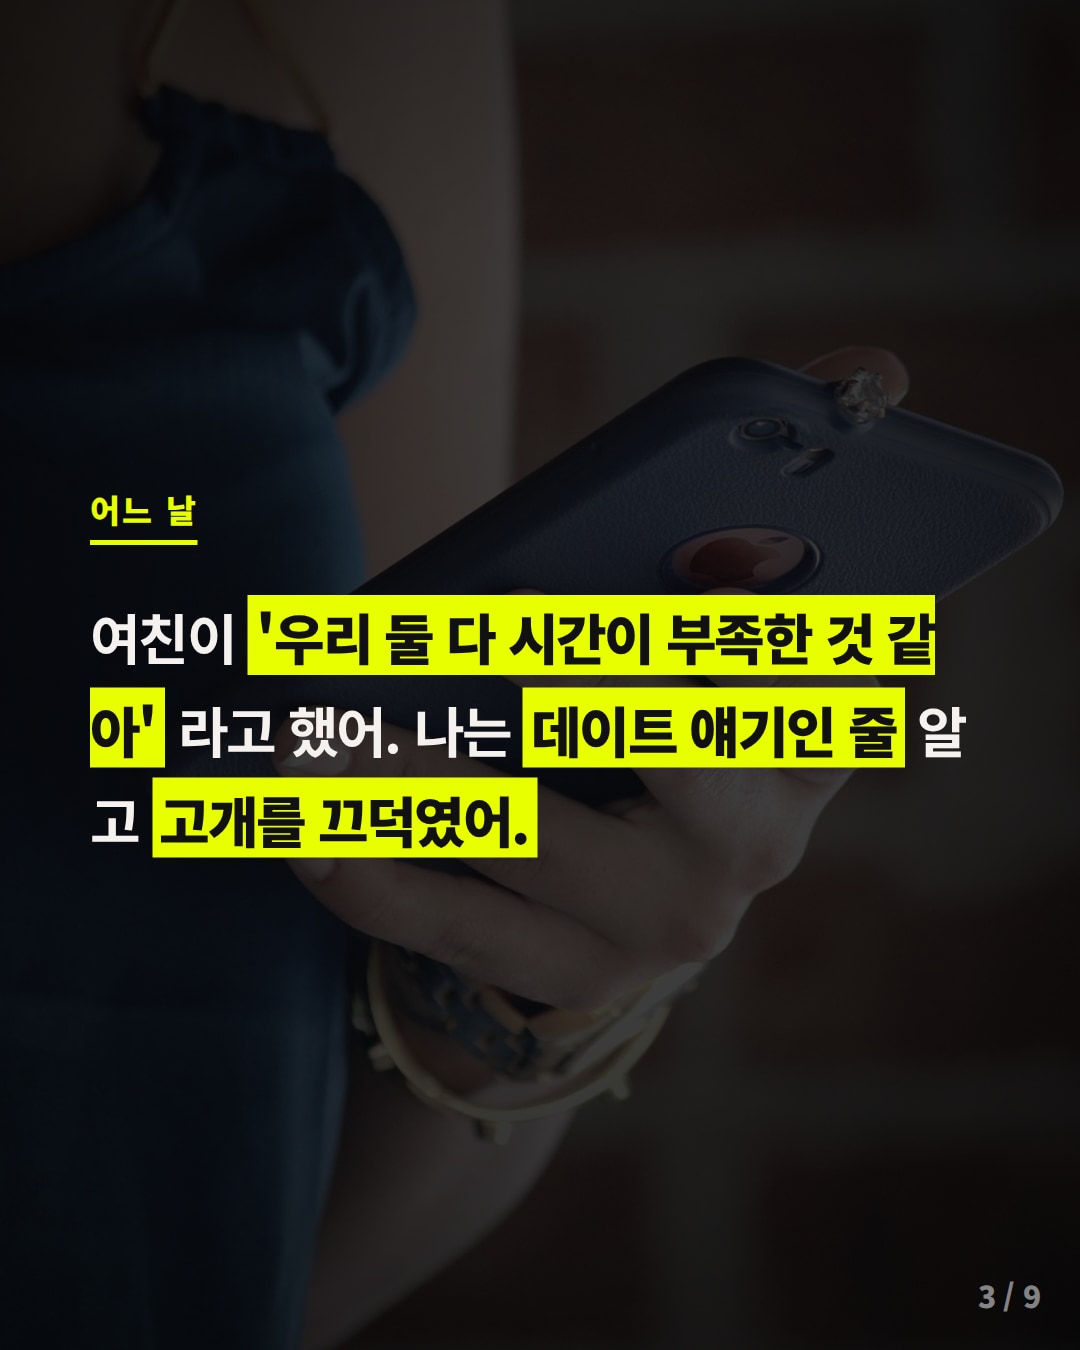 어느 날
여친이 '우리 둘 다 시간이 부족한 것 같
아' 라고 했어. 나는 데이트 얘기인 줄 알
고 고개를 끄덕였어.
3 / 9